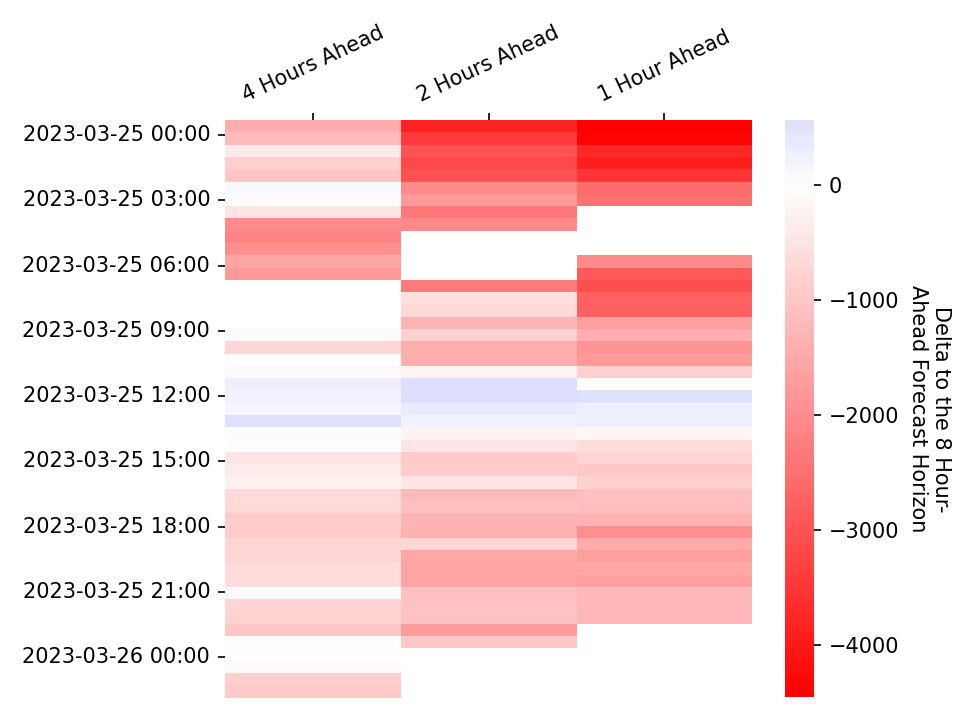 4 Hours Ahead
2 Hours Ahead
1 Hour Ahead
2023-03-25 00:00
2023-03-25 03:00
2023-03-25 06:00
2023-03-25 09:00
2023-03-25 12:00
2023-03-25 15:00
2023-03-25 18:00
2023-03-25 21:00
2023-03-26 00:00
0
−1000
−2000
−3000
−4000
Delta to the 8 Hour-
Ahead Forecast Horizon